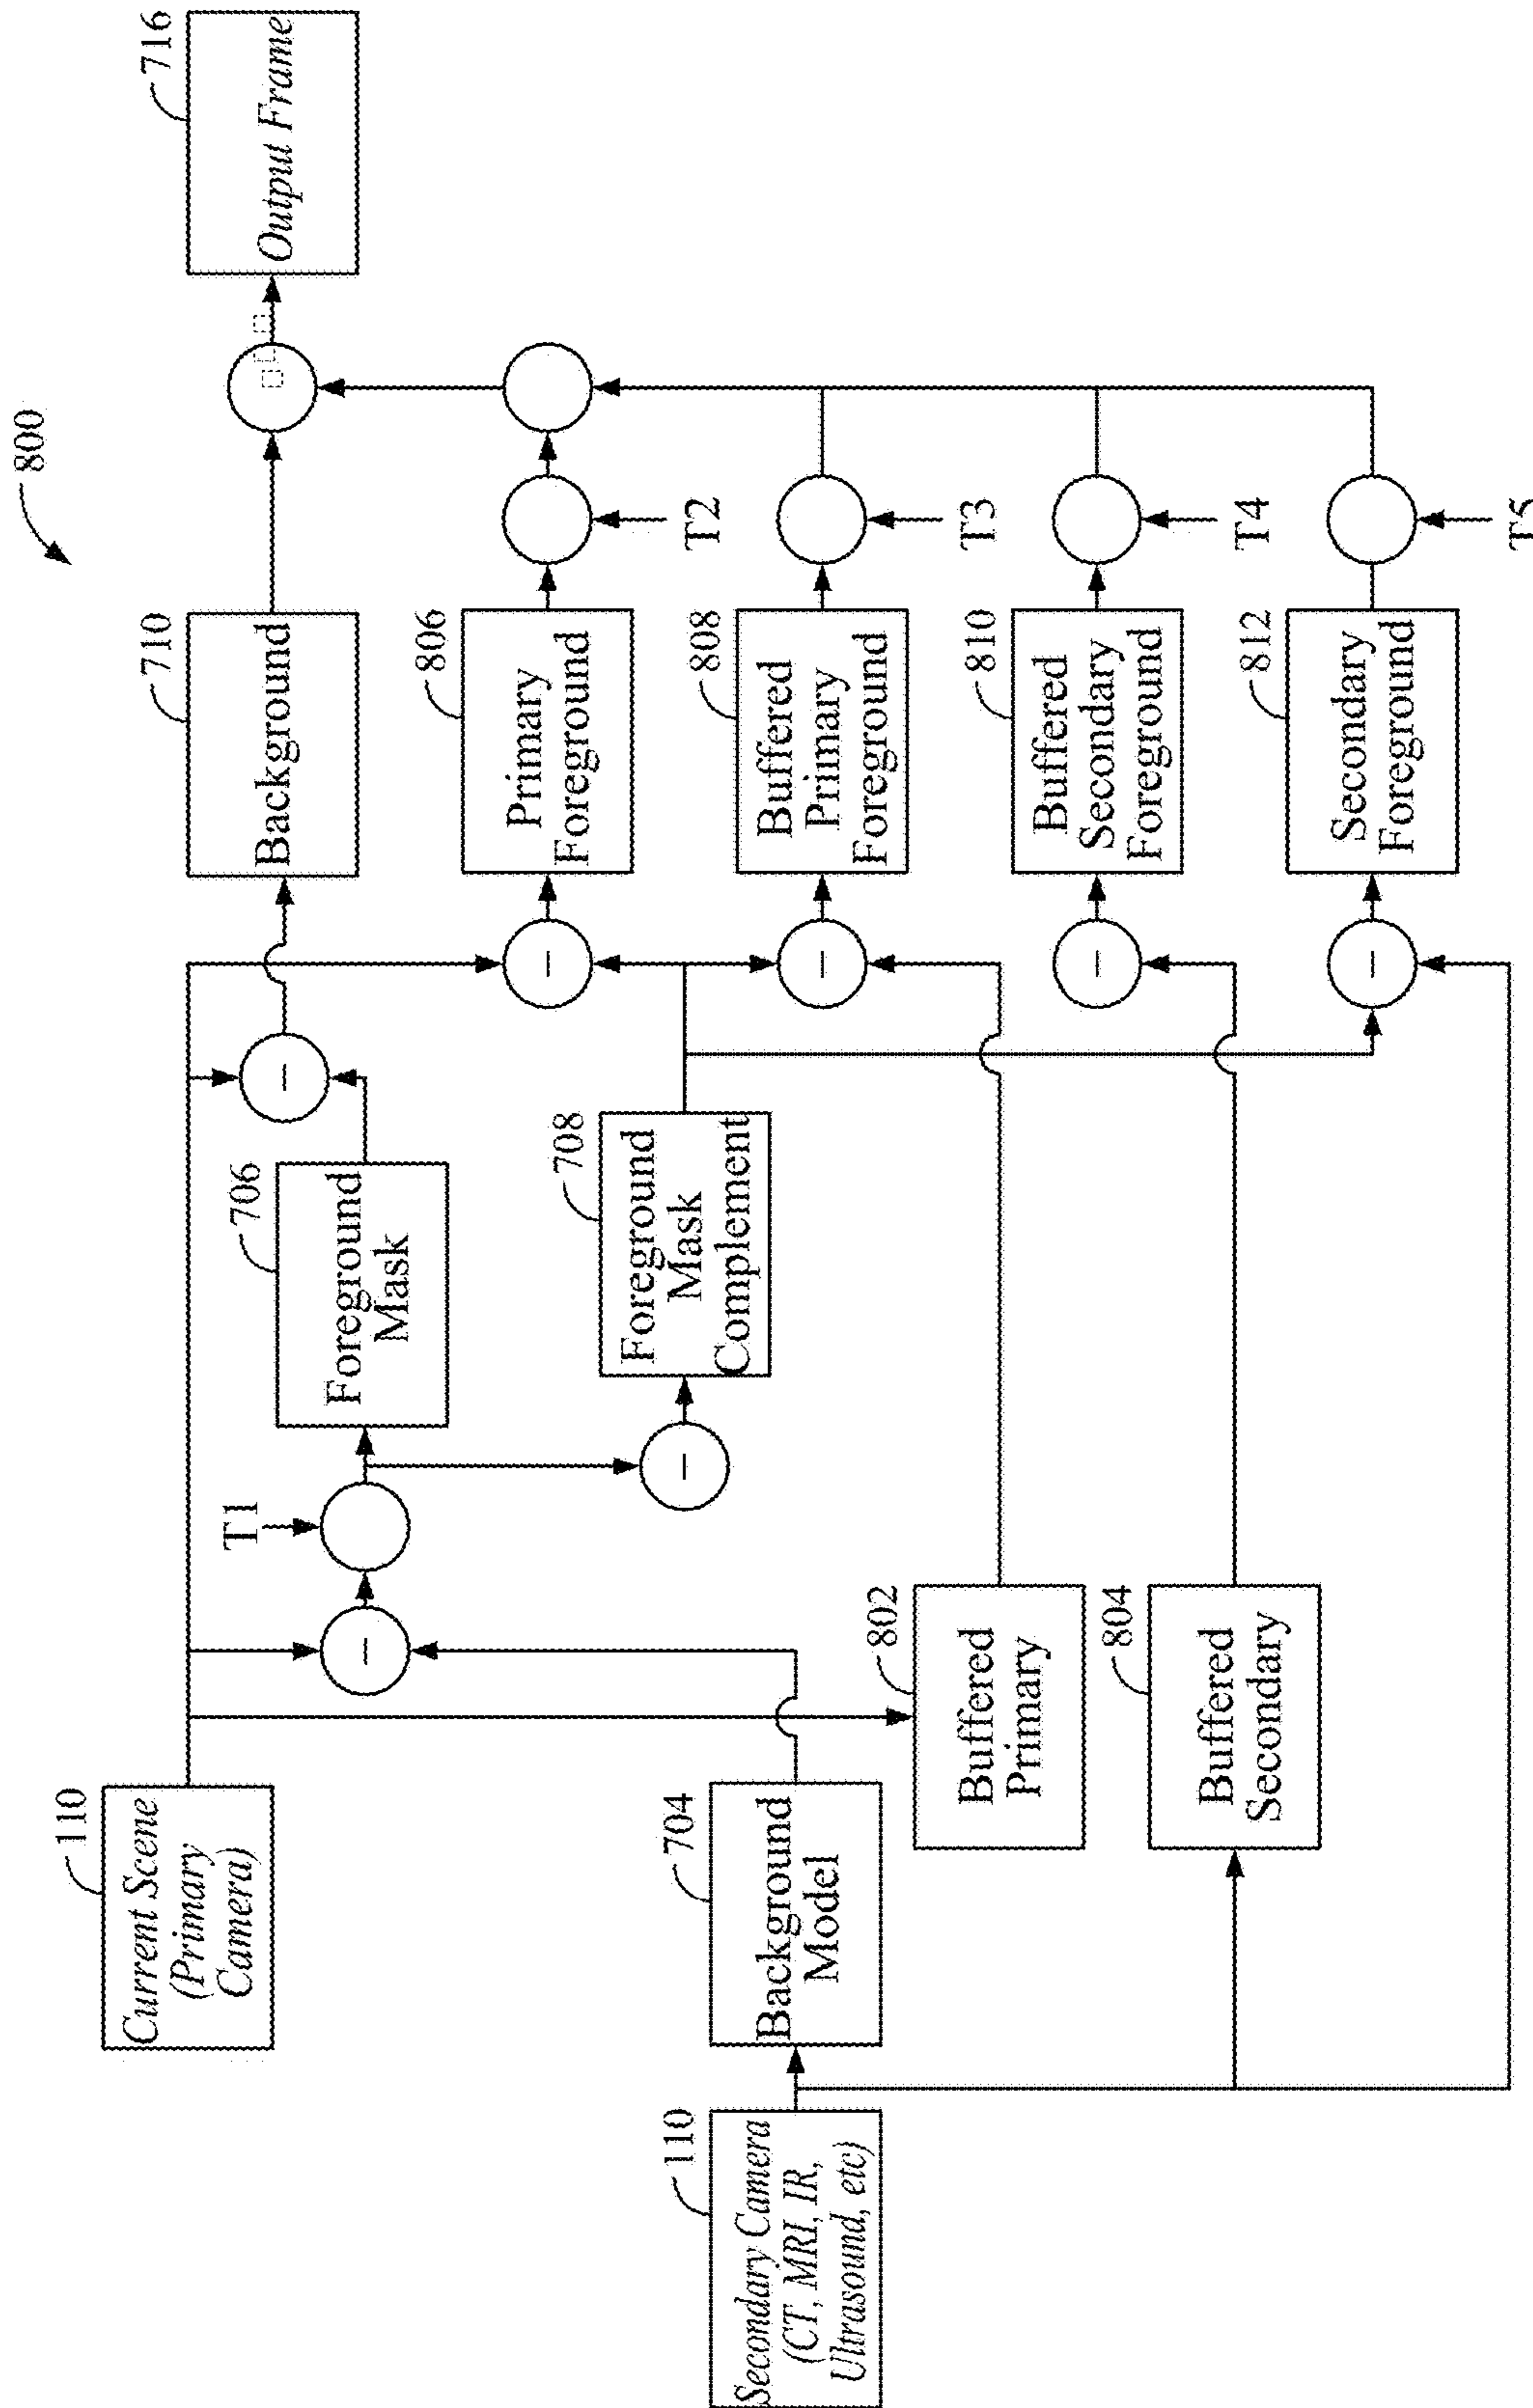 800
110
Current Scene
(Primary
Camera)
T1
706
Foreground
Mask
710
Background
716
Output Frame
708
Foreground
Mask
Complement
806
Primary
Foreground
T2
110
Secondary Camera
(CT, MRI, IR,
Ultrasound, etc)
704
Background
Model
802
Buffered
Primary
808
Buffered
Primary
Foreground
T3
804
Buffered
Secondary
810
Buffered
Secondary
Foreground
T4
812
Secondary
Foreground
T5